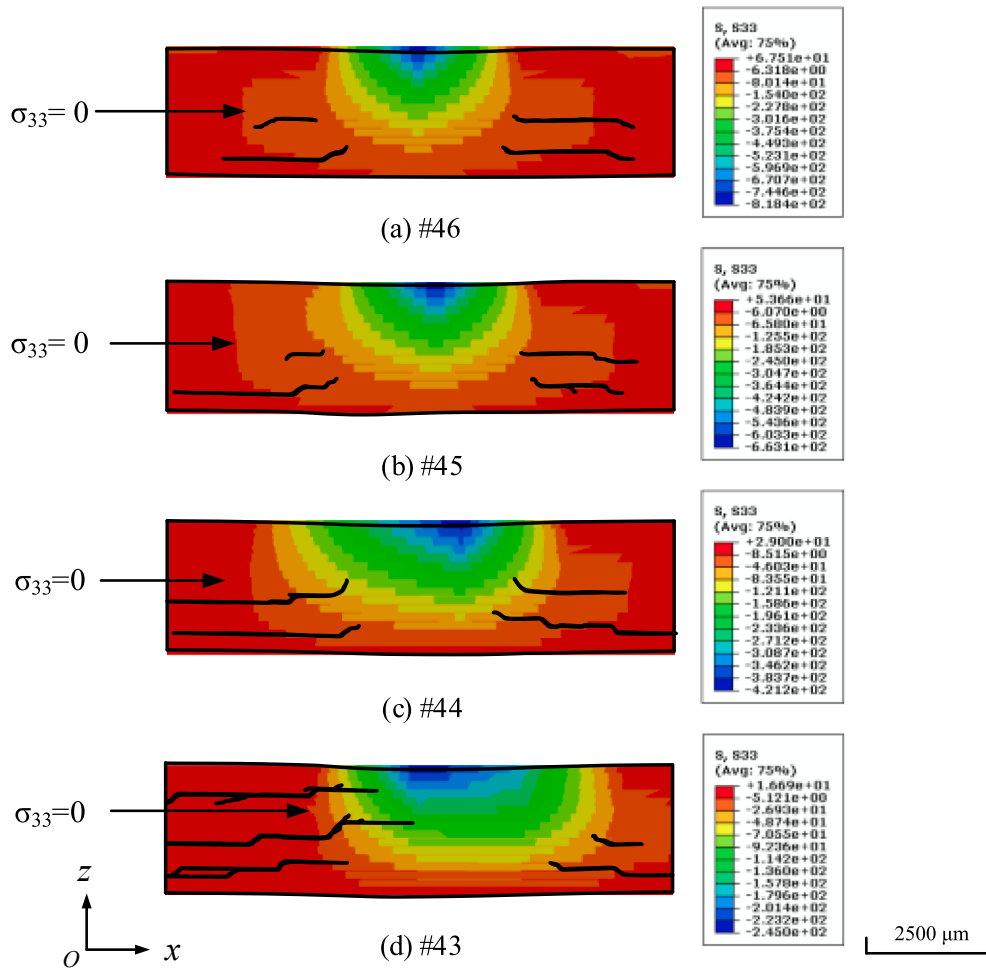 S, S33
(Avg: 75%)
+6.751e+01
-6.318e+00
-8.014e+01
-1.540e+02
-2.278e+02
-3.016e+02
-3.754e+02
-4.493e+02
-5.231e+02
-5.969e+02
-6.707e+02
-7.446e+02
-8.184e+02
σ33= 0
(a) #46
S, S33
(Avg: 75%)
+5.366e+01
-6.070e+00
-6.580e+01
-1.255e+02
-1.853e+02
-2.450e+02
-3.047e+02
-3.644e+02
-4.242e+02
-4.839e+02
-5.436e+02
-6.033e+02
-6.631e+02
σ33= 0
(b) #45
S, S33
(Avg: 75%)
+2.900e+01
-8.515e+00
-4.603e+01
-8.355e+01
-1.211e+02
-1.586e+02
-1.961e+02
-2.336e+02
-2.712e+02
-3.087e+02
-3.462e+02
-3.837e+02
-4.212e+02
σ33=0
(c) #44
S, S33
(Avg: 75%)
+1.669e+01
-5.121e+00
-2.693e+01
-4.874e+01
-7.055e+01
-9.236e+01
-1.142e+02
-1.360e+02
-1.578e+02
-1.796e+02
-2.014e+02
-2.232e+02
-2.450e+02
σ33=0
z
O
x
(d) #43
2500 μm